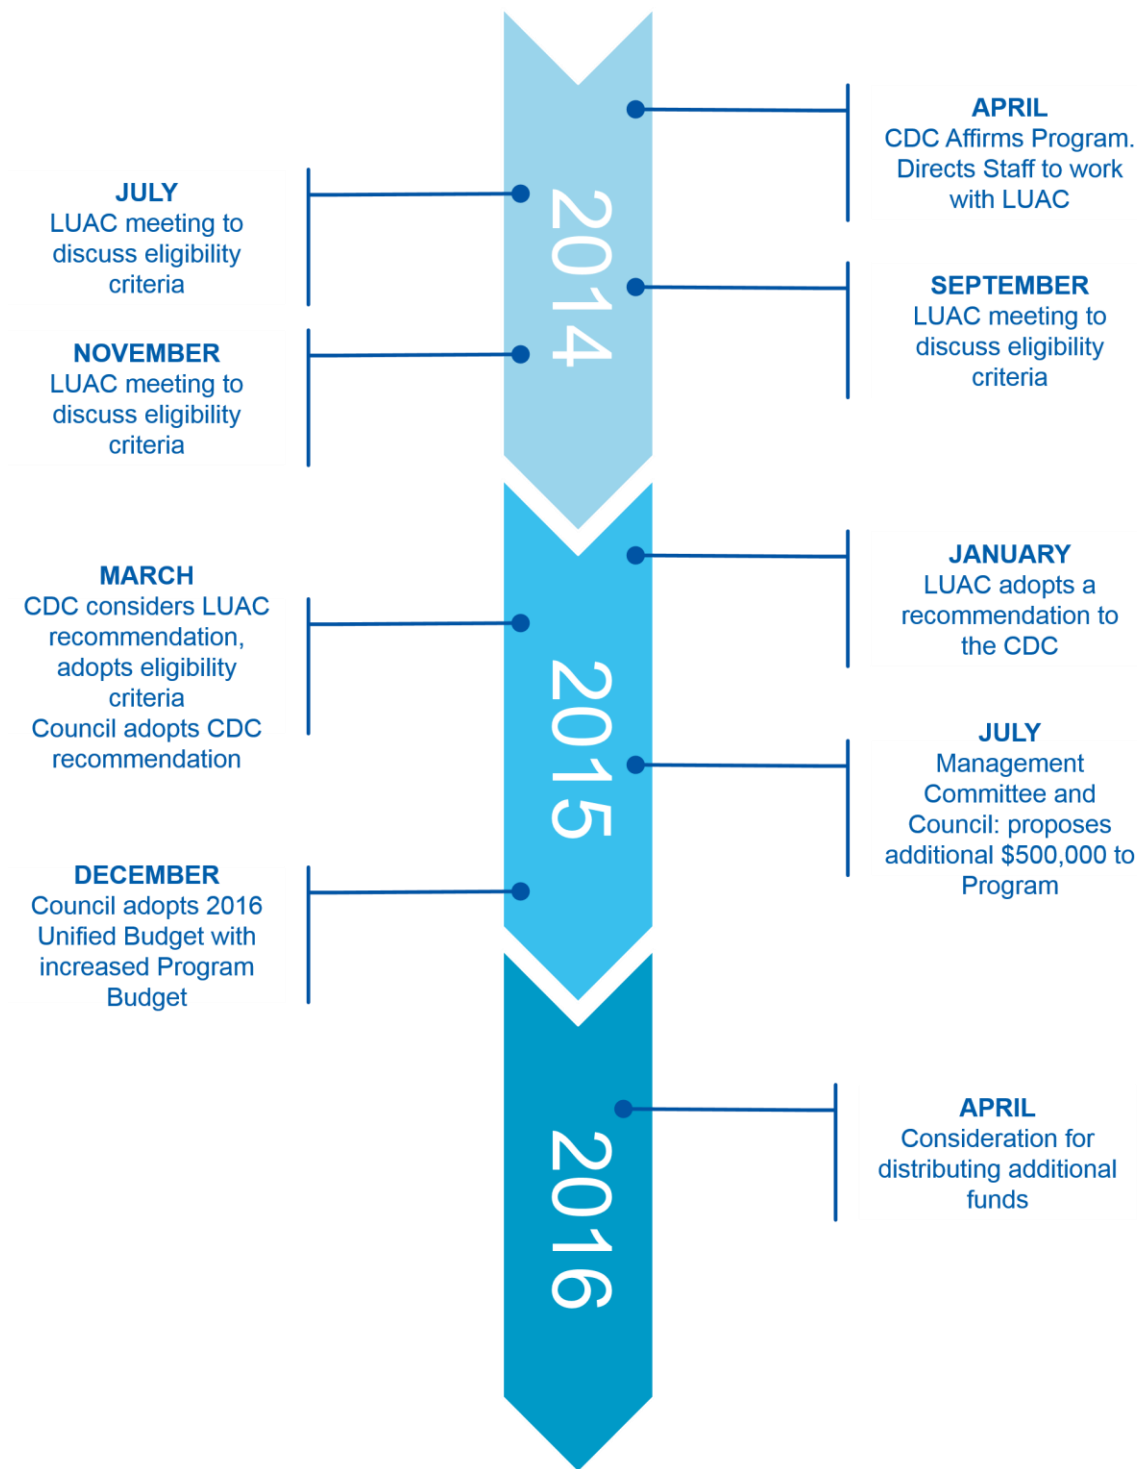 2014
APRIL
CDC Affirms Program.
Directs Staff to work
with LUAC
JULY
LUAC meeting to
discuss eligibility
criteria
SEPTEMBER
LUAC meeting to
discuss eligibility
criteria
NOVEMBER
LUAC meeting to
discuss eligibility
criteria
2015
JANUARY
LUAC adopts a
recommendation to
the CDC
MARCH
CDC considers LUAC
recommendation,
adopts eligibility
criteria
Council adopts CDC
recommendation
JULY
Management
Committee and
Council: proposes
additional $500,000 to
Program
DECEMBER
Council adopts 2016
Unified Budget with
increased Program
Budget
2016
APRIL
Consideration for
distributing additional
funds